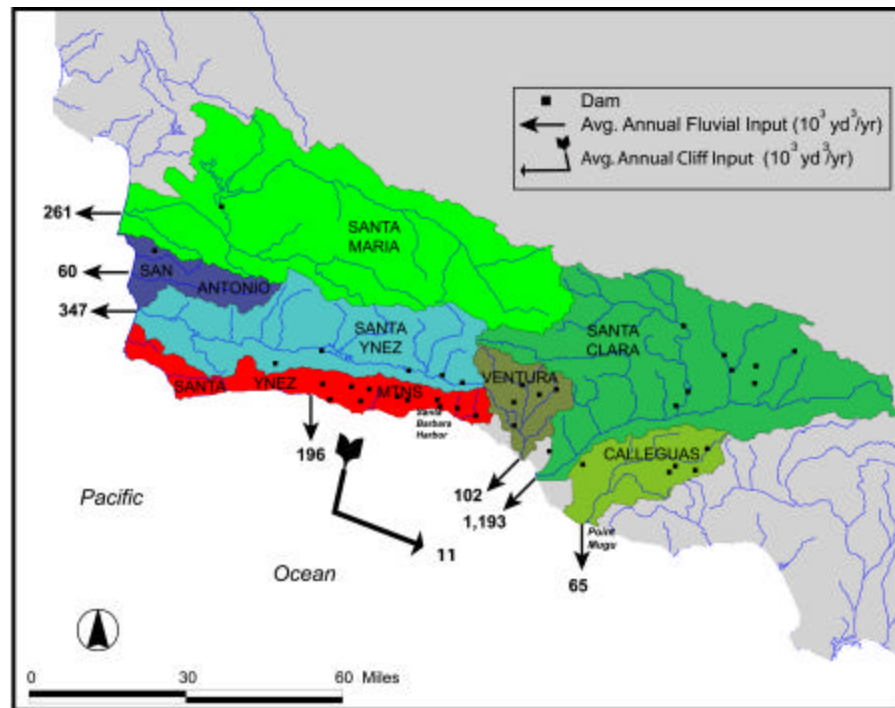 Dam
Avg. Annual Fluvial Input (10³ yd³/yr)
Avg. Annual Cliff Input (10³ yd³/yr)
261
SANTA
MARIA
60
SAN
ANTONIO
347
SANTA
YNEZ
SANTA
CLARA
VENTURA
SANTA YNEZ MTNS
Santa
Barbara
Harbor
CALLEGUAS
196
102
1,193
Pacific
Point
Mugu
11
Ocean
65
0 30 60 Miles